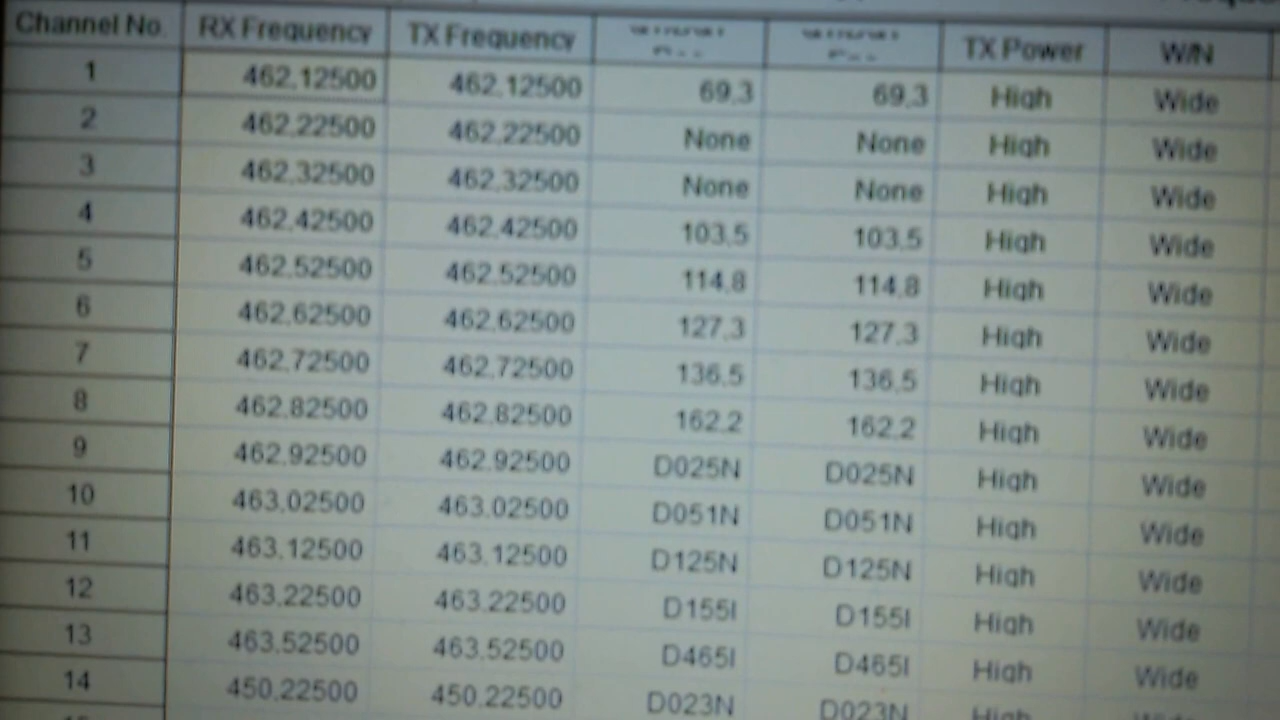 Channel No. RX Frequency TX Frequency TX Power W/N
1 462.12500 462.12500 69.3 69.3 High Wide
2 462.22500 462.22500 None None High Wide
3 462.32500 462.32500 None None High Wide
4 462.42500 462.42500 103.5 103.5 High Wide
5 462.52500 462.52500 114.8 114.8 High Wide
6 462.62500 462.62500 127.3 127.3 High Wide
7 462.72500 462.72500 136.5 136.5 High Wide
8 462.82500 462.82500 162.2 162.2 High Wide
9 462.92500 462.92500 D025N D025N High Wide
10 463.02500 463.02500 D051N D051N High Wide
11 463.12500 463.12500 D125N D125N High Wide
12 463.22500 463.22500 D155I D155I High Wide
13 463.52500 463.52500 D465I D465I High Wide
14 450.22500 450.22500 D023N D023N High